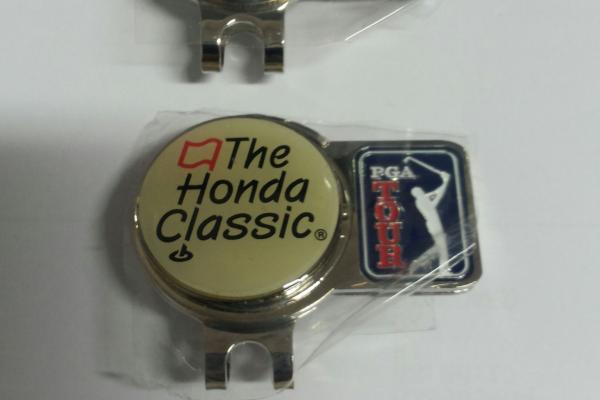 The
Honda
Classic®
PGA
TOUR